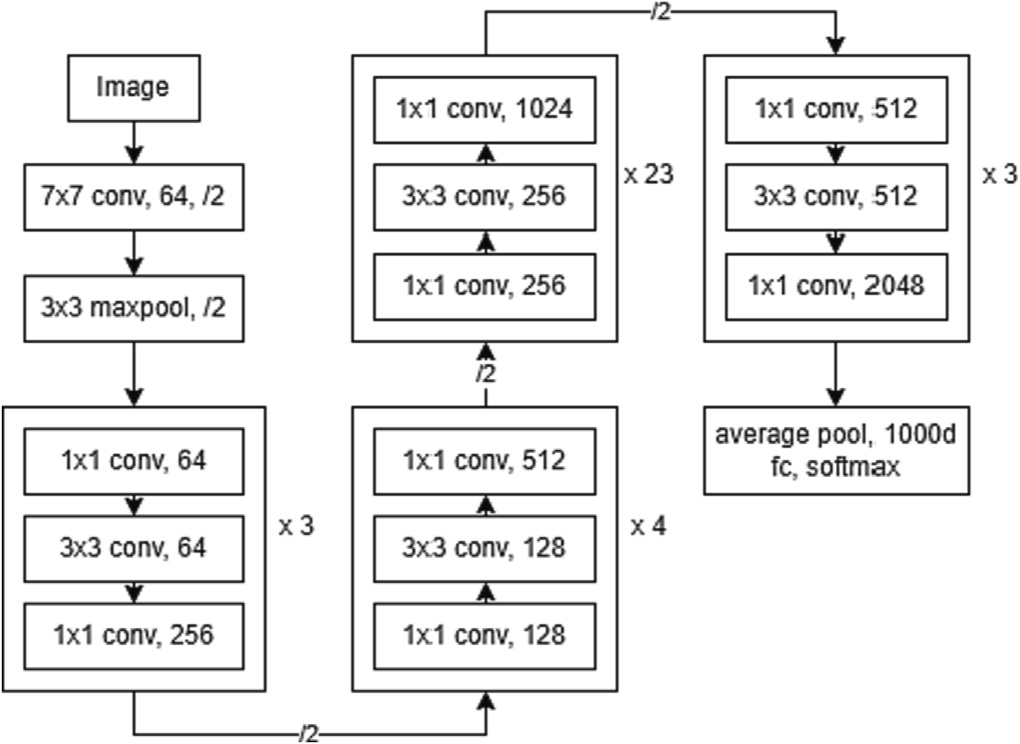 Image
7x7 conv, 64, /2
3x3 maxpool, /2
1x1 conv, 64
3x3 conv, 64
1x1 conv, 256
x 3
/2
1x1 conv, 512
3x3 conv, 128
1x1 conv, 128
x 4
/2
1x1 conv, 1024
3x3 conv, 256
1x1 conv, 256
x 23
/2
1x1 conv, 512
3x3 conv, 512
1x1 conv, 2048
x 3
average pool, 1000d
fc, softmax